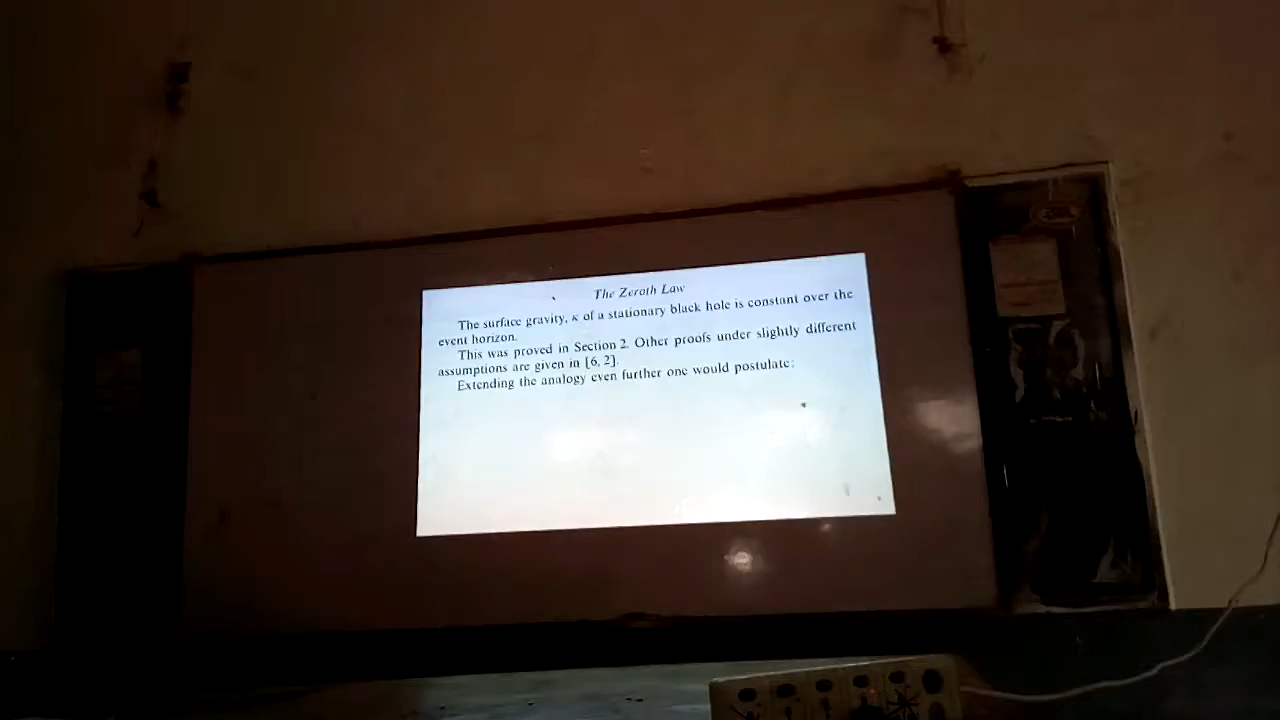 The Zeroth Law
The surface gravity, κ of a stationary black hole is constant over the
event horizon.
This was proved in Section 2. Other proofs under slightly different
assumptions are given in [6, 2].
Extending the analogy even further one would postulate: